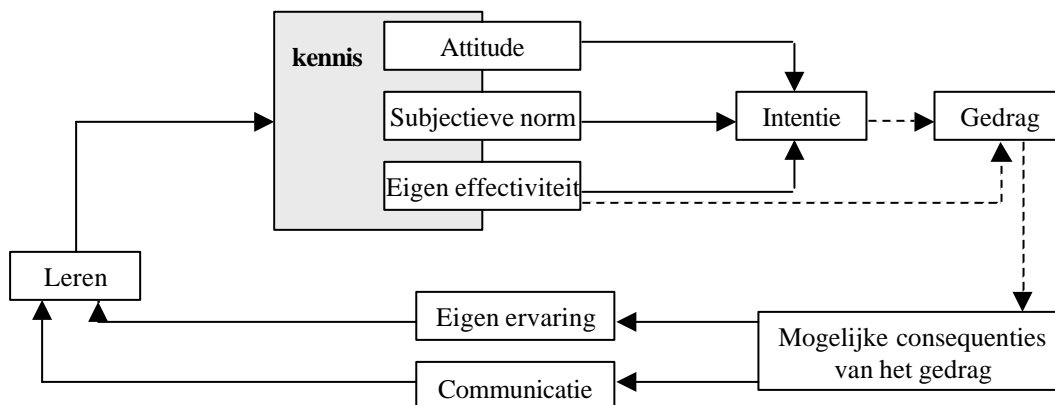 kennis
Attitude
Subjectieve norm
Eigen effectiviteit
Intentie
Gedrag
Leren
Eigen ervaring
Communicatie
Mogelijke consequenties
van het gedrag